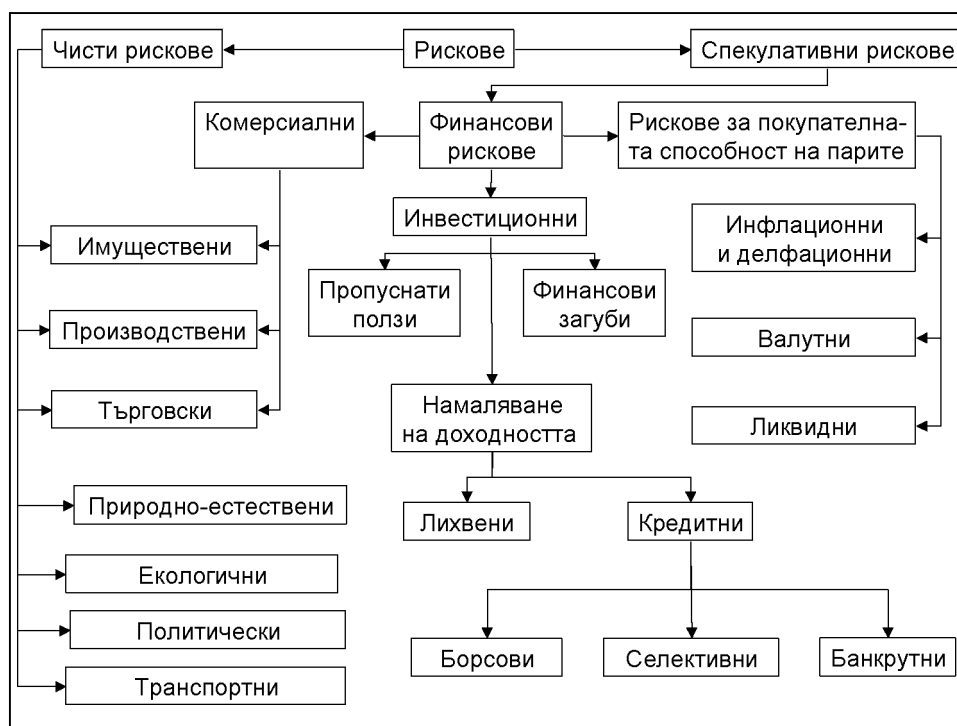 Чисти рискове
Рискове
Спекулативни рискове
Комерсиални
Финансови
рискове
Рискове за покупателна-
та способност на парите
Инвестиционни
Имуществени
Инфлационни
и делфационни
Пропуснати
ползи
Финансови
загуби
Производствени
Валутни
Търговски
Намаляване
на доходността
Ликвидни
Природно-естествени
Лихвени
Кредитни
Екологични
Политически
Борсови
Селективни
Банкрутни
Транспортни